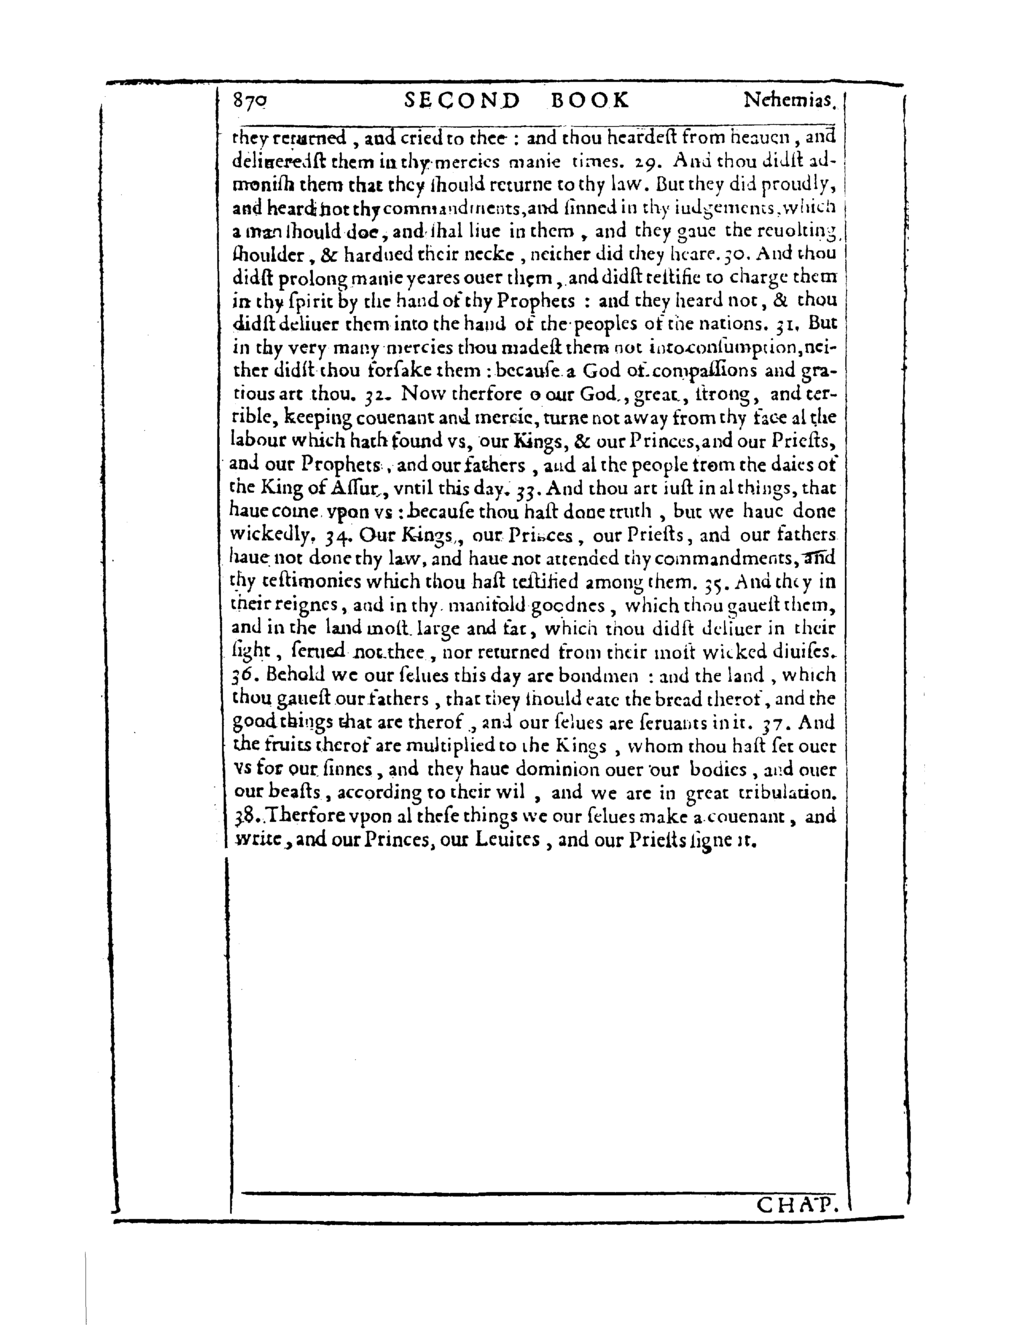 870 SECOND BOOK Nehemias.
they returned , and cried to thee : and thou heardeſt from heauen , and
deliueredſt them in thy mercies manie times. 29. And thou didſt ad-
moniſh them that they ſhould returne to thy law. But they did proudly,
and heard not thy commandments,and ſinned in thy iudgements,which
a man ſhould doe, and ſhal liue in them , and they gaue the reuolting
ſhoulder , & hardned their necke , neither did they heare. 30. And thou
didſt prolong manie yeares ouer them , and didſt teſtifie to charge them
in thy ſpirit by the hand of thy Prophets : and they heard not , & thou
didſt deliuer them into the hand of the peoples of the nations. 31. But
in thy very many mercies thou madeſt them not into conſumption,nei-
ther didſt thou forſake them : becauſe a God of compaſſions and gra-
tious art thou. 32. Now therfore o our God , great , ſtrong, and ter-
rible, keeping couenant and mercie, turne not away from thy face al the
labour which hath found vs, our Kings, & our Princes,and our Prieſts,
and our Prophets , and our fathers , and al the people from the daies of
the King of Aſſur , vntil this day. 33. And thou art iuſt in al things, that
haue come vpon vs : becauſe thou haſt done truth , but we haue done
wickedly. 34. Our Kings , our Princes , our Prieſts, and our fathers
haue not done thy law, and haue not attended thy commandments, and
thy teſtimonies which thou haſt teſtified among them. 35. And they in
their reignes, and in thy manifold goodnes , which thou gaueſt them,
and in the land moſt large and fat, which thou didſt deliuer in their
ſight , ſerued not thee , nor returned from their moſt wicked diuiſes.
36. Behold we our ſelues this day are bondmen : and the land , which
thou gaueſt our fathers , that they ſhould eate the bread therof , and the
good things that are therof , and our ſelues are ſeruants in it. 37. And
the fruits therof are multiplied to the Kings , whom thou haſt ſet ouer
vs for our ſinnes , and they haue dominion ouer our bodies , and ouer
our beaſts , according to their wil , and we are in great tribulation.
38. Therfore vpon al theſe things we our ſelues make a couenant , and
write , and our Princes, our Leuites , and our Prieſts ſigne it.
CHAP.